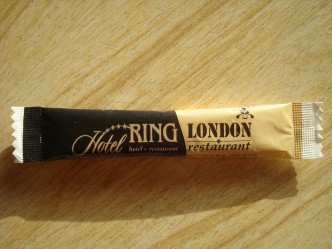 Hotel RING
hotel • restaurant
LONDON
restaurant